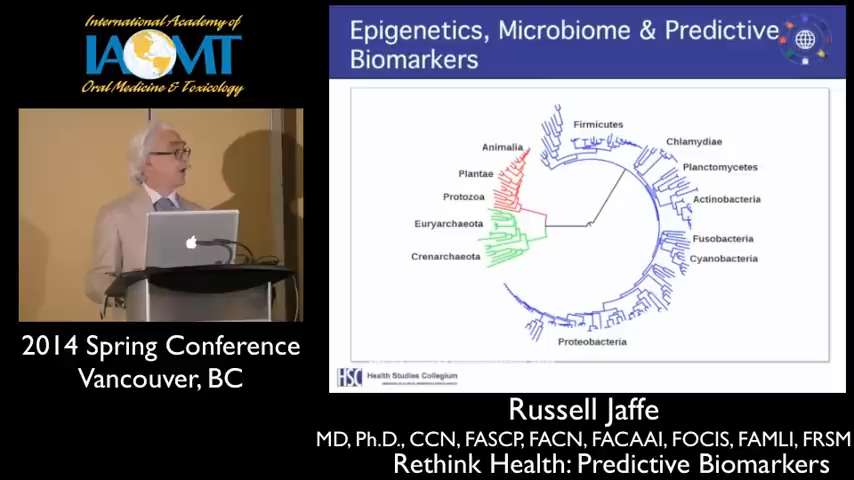 International Academy of
IAOMT
Oral Medicine & Toxicology
2014 Spring Conference
Vancouver, BC
Epigenetics, Microbiome & Predictive
Biomarkers
Firmicutes
Chlamydiae
Animalia
Planctomycetes
Plantae
Actinobacteria
Protozoa
Euryarchaeota
Fusobacteria
Crenarchaeota
Cyanobacteria
Proteobacteria
HSC Health Studies Collegium
Russell Jaffe
MD, Ph.D., CCN, FASCP, FACN, FACAAI, FOCIS, FAMLI, FRSM
Rethink Health: Predictive Biomarkers